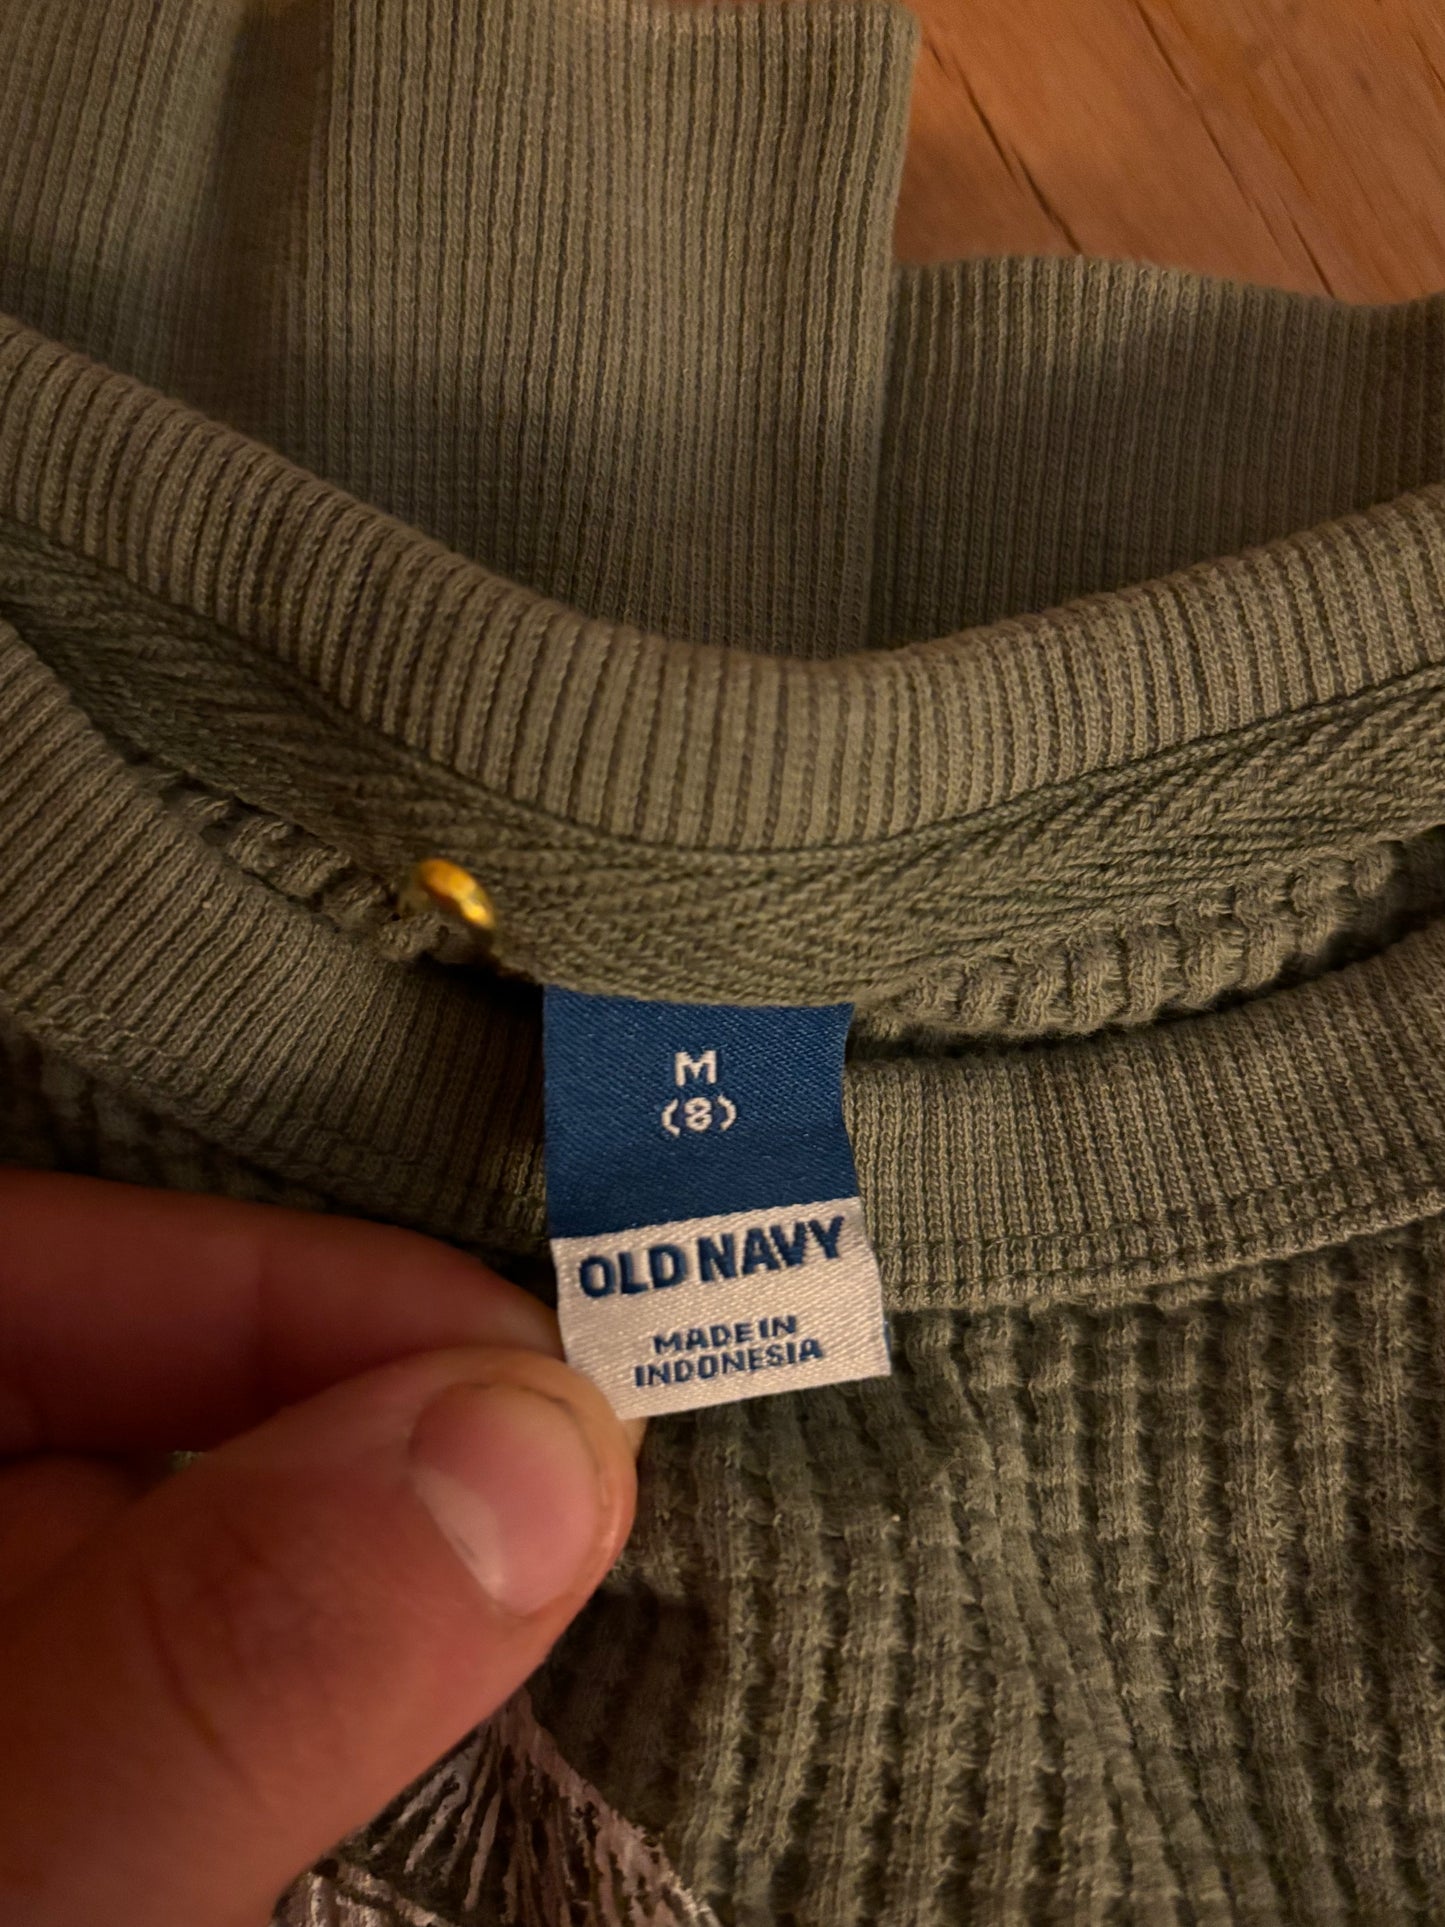 M
(8)
OLD NAVY
MADE IN
INDONESIA